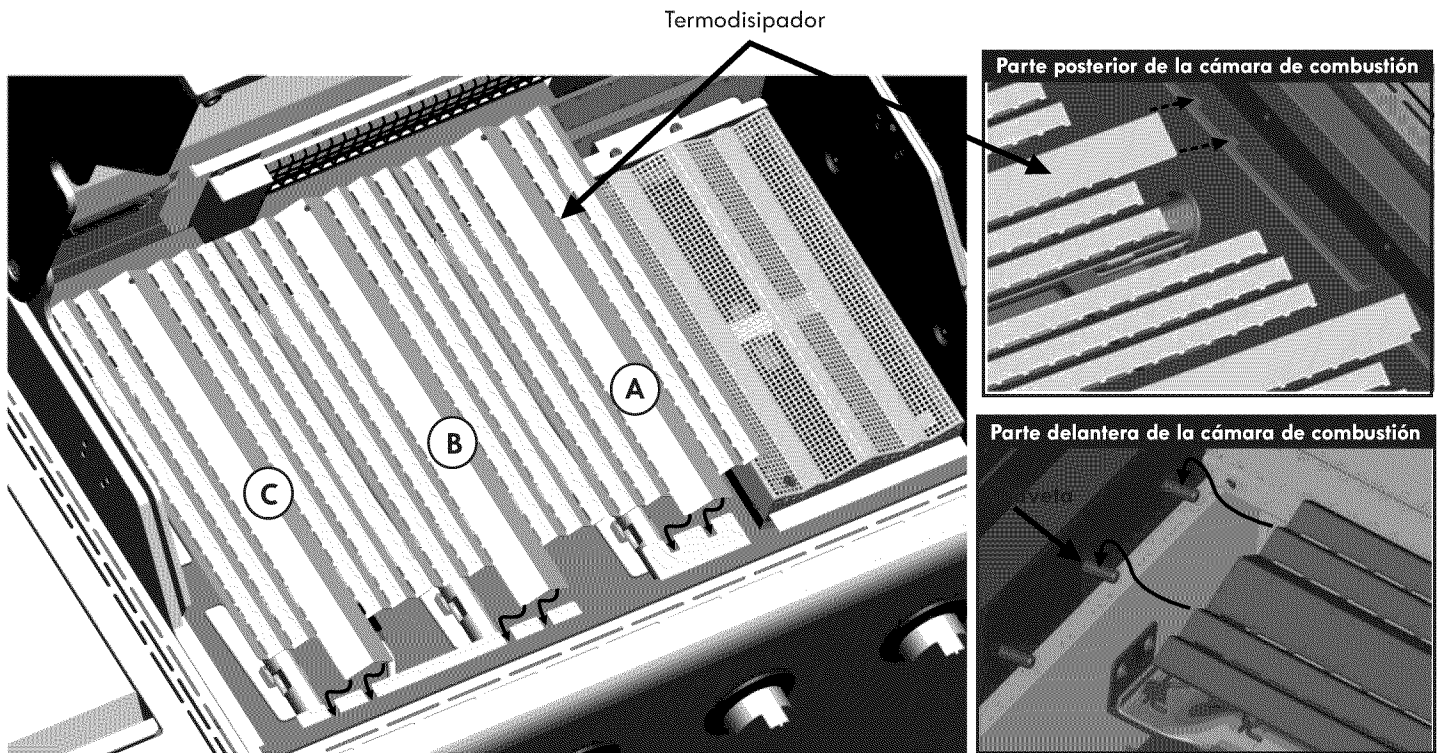 Termodisipador
Parte posterior de la cámara de combustión
A
B
C
Parte delantera de la cámara de combustión